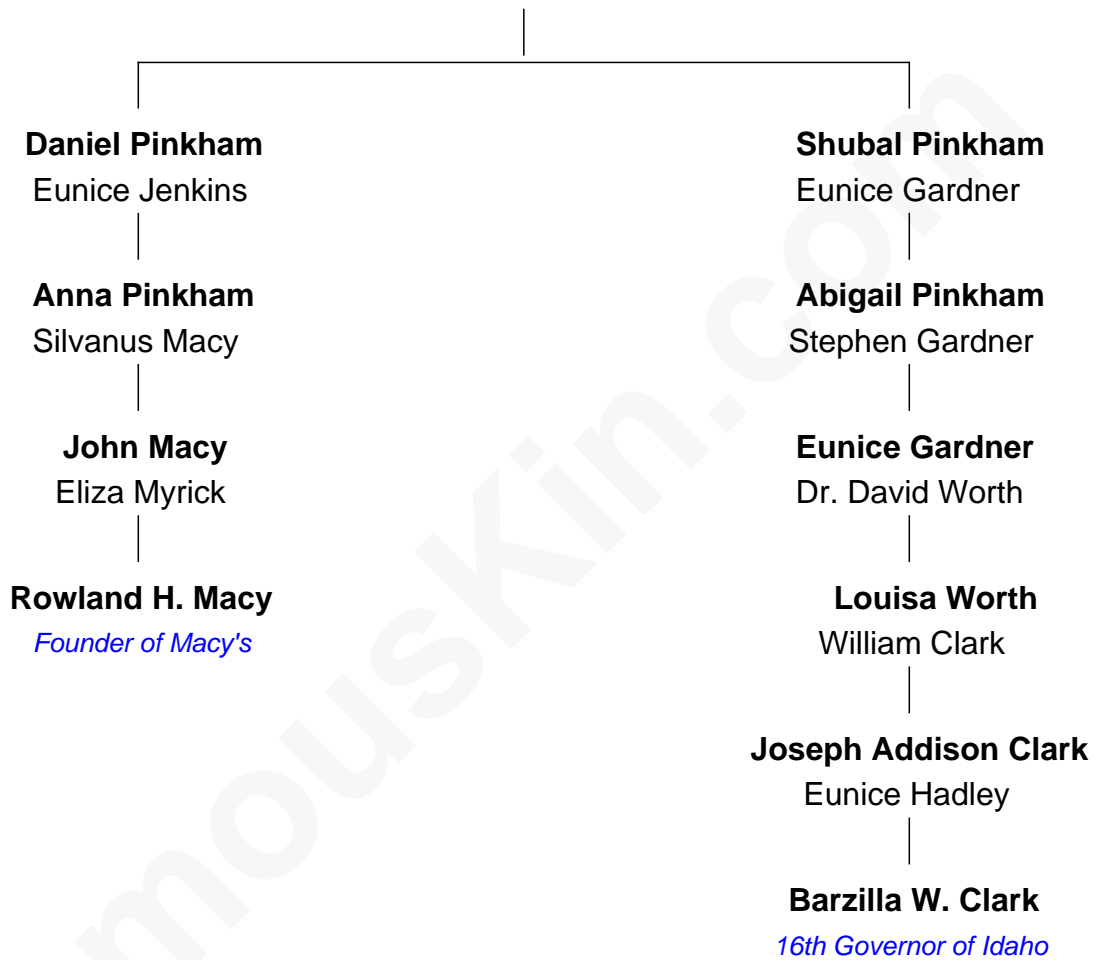 Daniel Pinkham
Eunice Jenkins
Anna Pinkham
Silvanus Macy
John Macy
Eliza Myrick
Rowland H. Macy
Founder of Macy's
Shubal Pinkham
Eunice Gardner
Abigail Pinkham
Stephen Gardner
Eunice Gardner
Dr. David Worth
Louisa Worth
William Clark
Joseph Addison Clark
Eunice Hadley
Barzilla W. Clark
16th Governor of Idaho
mousKin.com